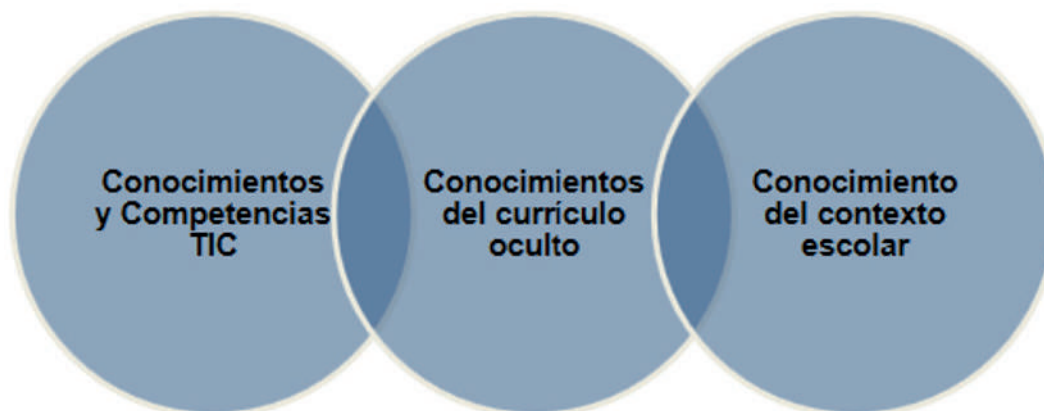 Conocimientos
y Competencias
TIC
Conocimientos
del currículo
oculto
Conocimiento
del contexto
escolar